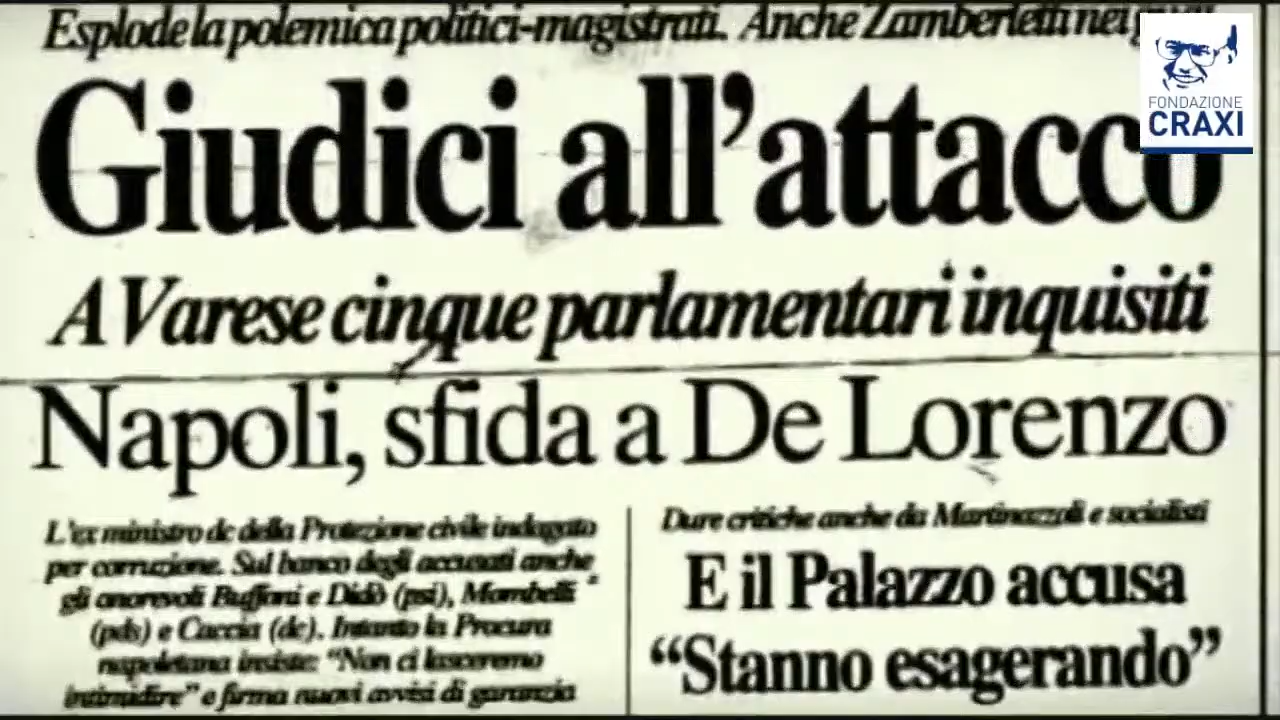 Esplode la polemica politici-magistrati. Anche Zamberletti nei
FONDAZIONE
CRAXI
Giudici all'attacco
A Varese cinque parlamentari inquisiti
Napoli, sfida a De Lorenzo
L'ex ministro dc della Protezione civile indagato
per corruzione. Sul banco degli accusati anche
gli onorevoli Buffoni e Didò (psi), Mombelli
(pds) e Caccia (dc). Intanto la Procura
napoletana insiste: "Non ci lasceremo
intimidire" e firma nuovi avvisi di garanzia
Dure critiche anche da Martinazzoli e socialisti
E il Palazzo accusa
"Stanno esagerando"